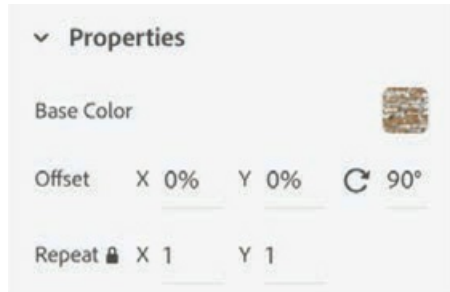 Properties
Base Color
Offset X 0% Y 0% 90°
Repeat X 1 Y 1